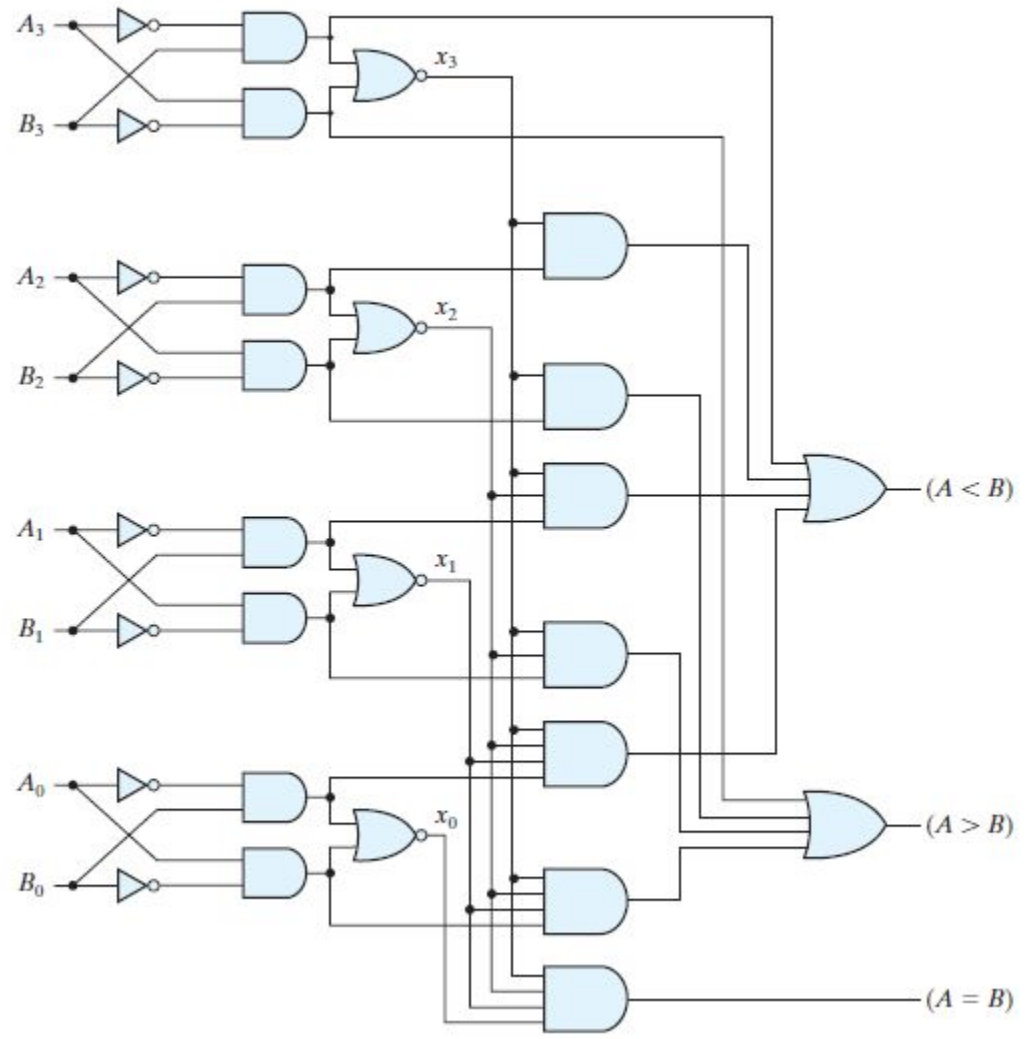 A₃
x₃
B₃
A₂
x₂
B₂
(A < B)
A₁
x₁
B₁
A₀
x₀
(A > B)
B₀
(A = B)